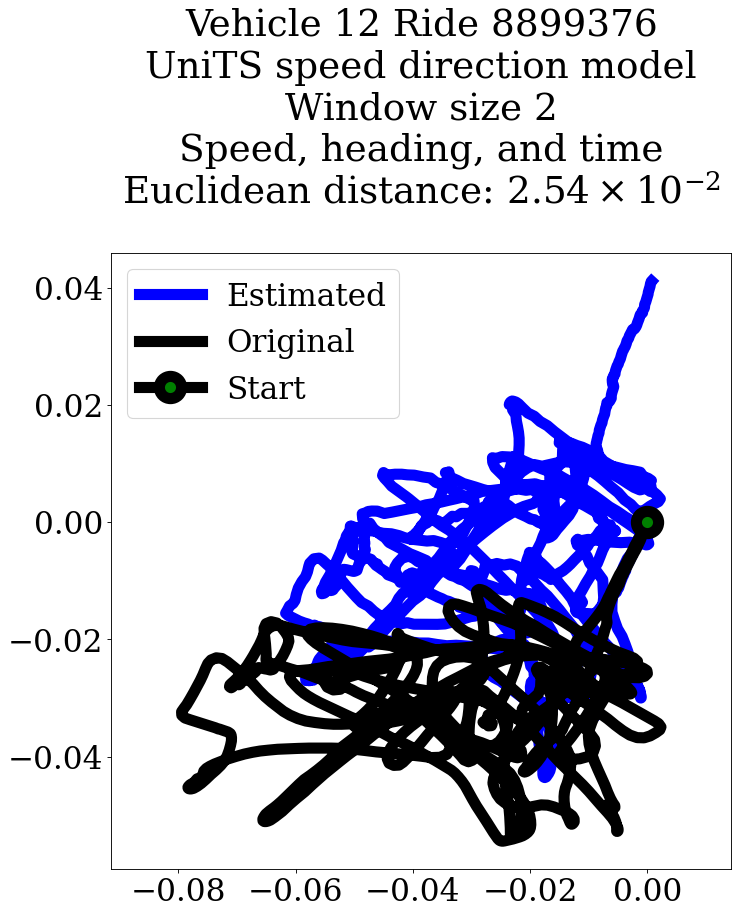 Vehicle 12 Ride 8899376
UniTS speed direction model
Window size 2
Speed, heading, and time
Euclidean distance: 2.54 × 10⁻²
Estimated
Original
Start
0.04
0.02
0.00
−0.02
−0.04
−0.08 −0.06 −0.04 −0.02 0.00